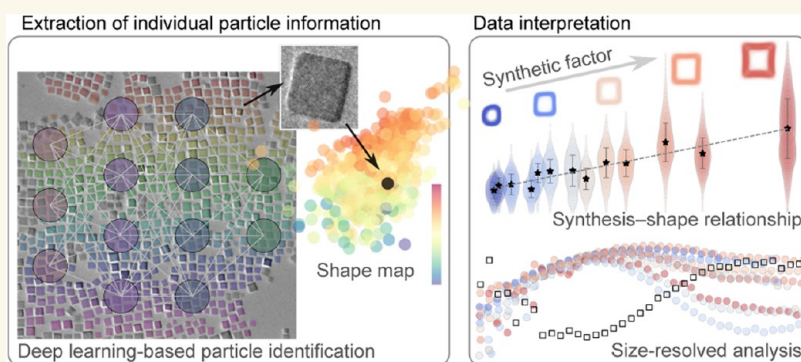 Extraction of individual particle information
Data interpretation
Synthetic factor
Shape map
Synthesis–shape relationship
Deep learning-based particle identification
Size-resolved analysis